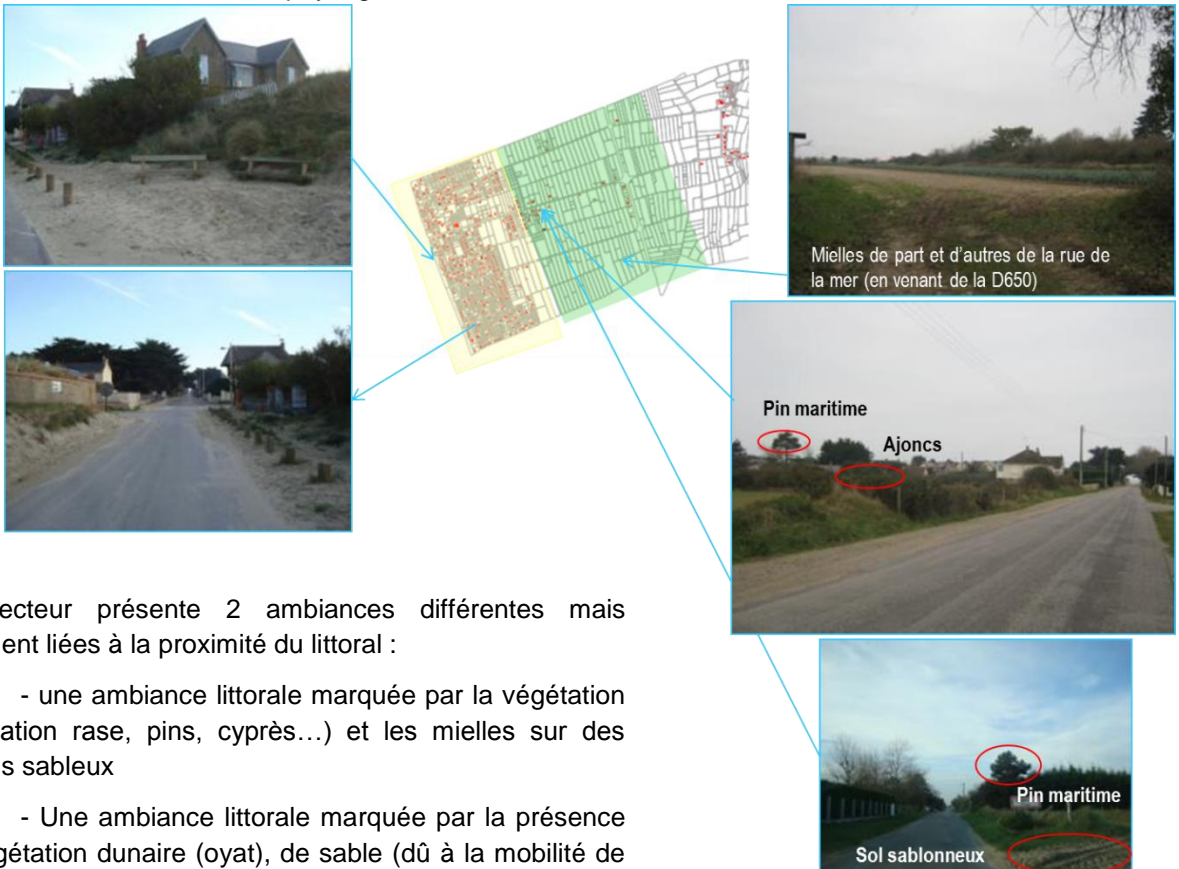 Mielles de part et d'autres de la rue de
la mer (en venant de la D650)
Pin maritime
Ajoncs
ecteur présente 2 ambiances différentes mais
ent liées à la proximité du littoral :
- une ambiance littorale marquée par la végétation
ation rase, pins, cyprès…) et les mielles sur des
s sableux
- Une ambiance littorale marquée par la présence
gétation dunaire (oyat), de sable (dû à la mobilité de
Pin maritime
Sol sablonneux